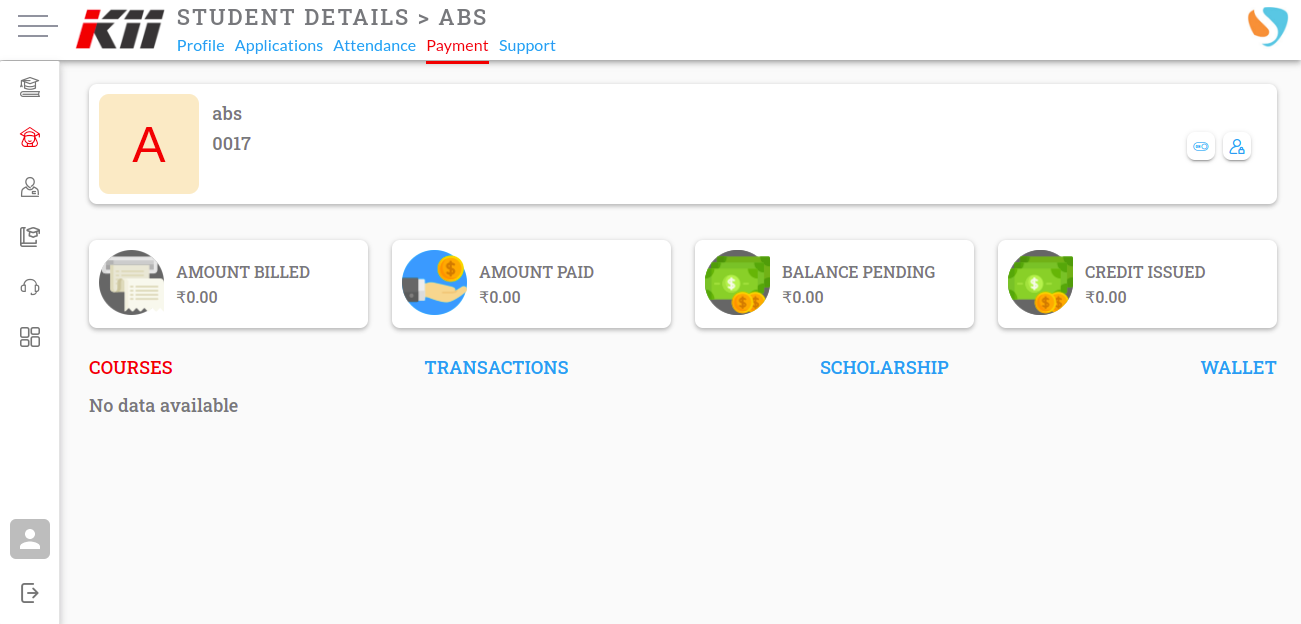 KII
STUDENT DETAILS > ABS
Profile Applications Attendance Payment Support
A
abs
0017
AMOUNT BILLED
₹0.00
AMOUNT PAID
₹0.00
BALANCE PENDING
₹0.00
CREDIT ISSUED
₹0.00
COURSES TRANSACTIONS SCHOLARSHIP WALLET
No data available